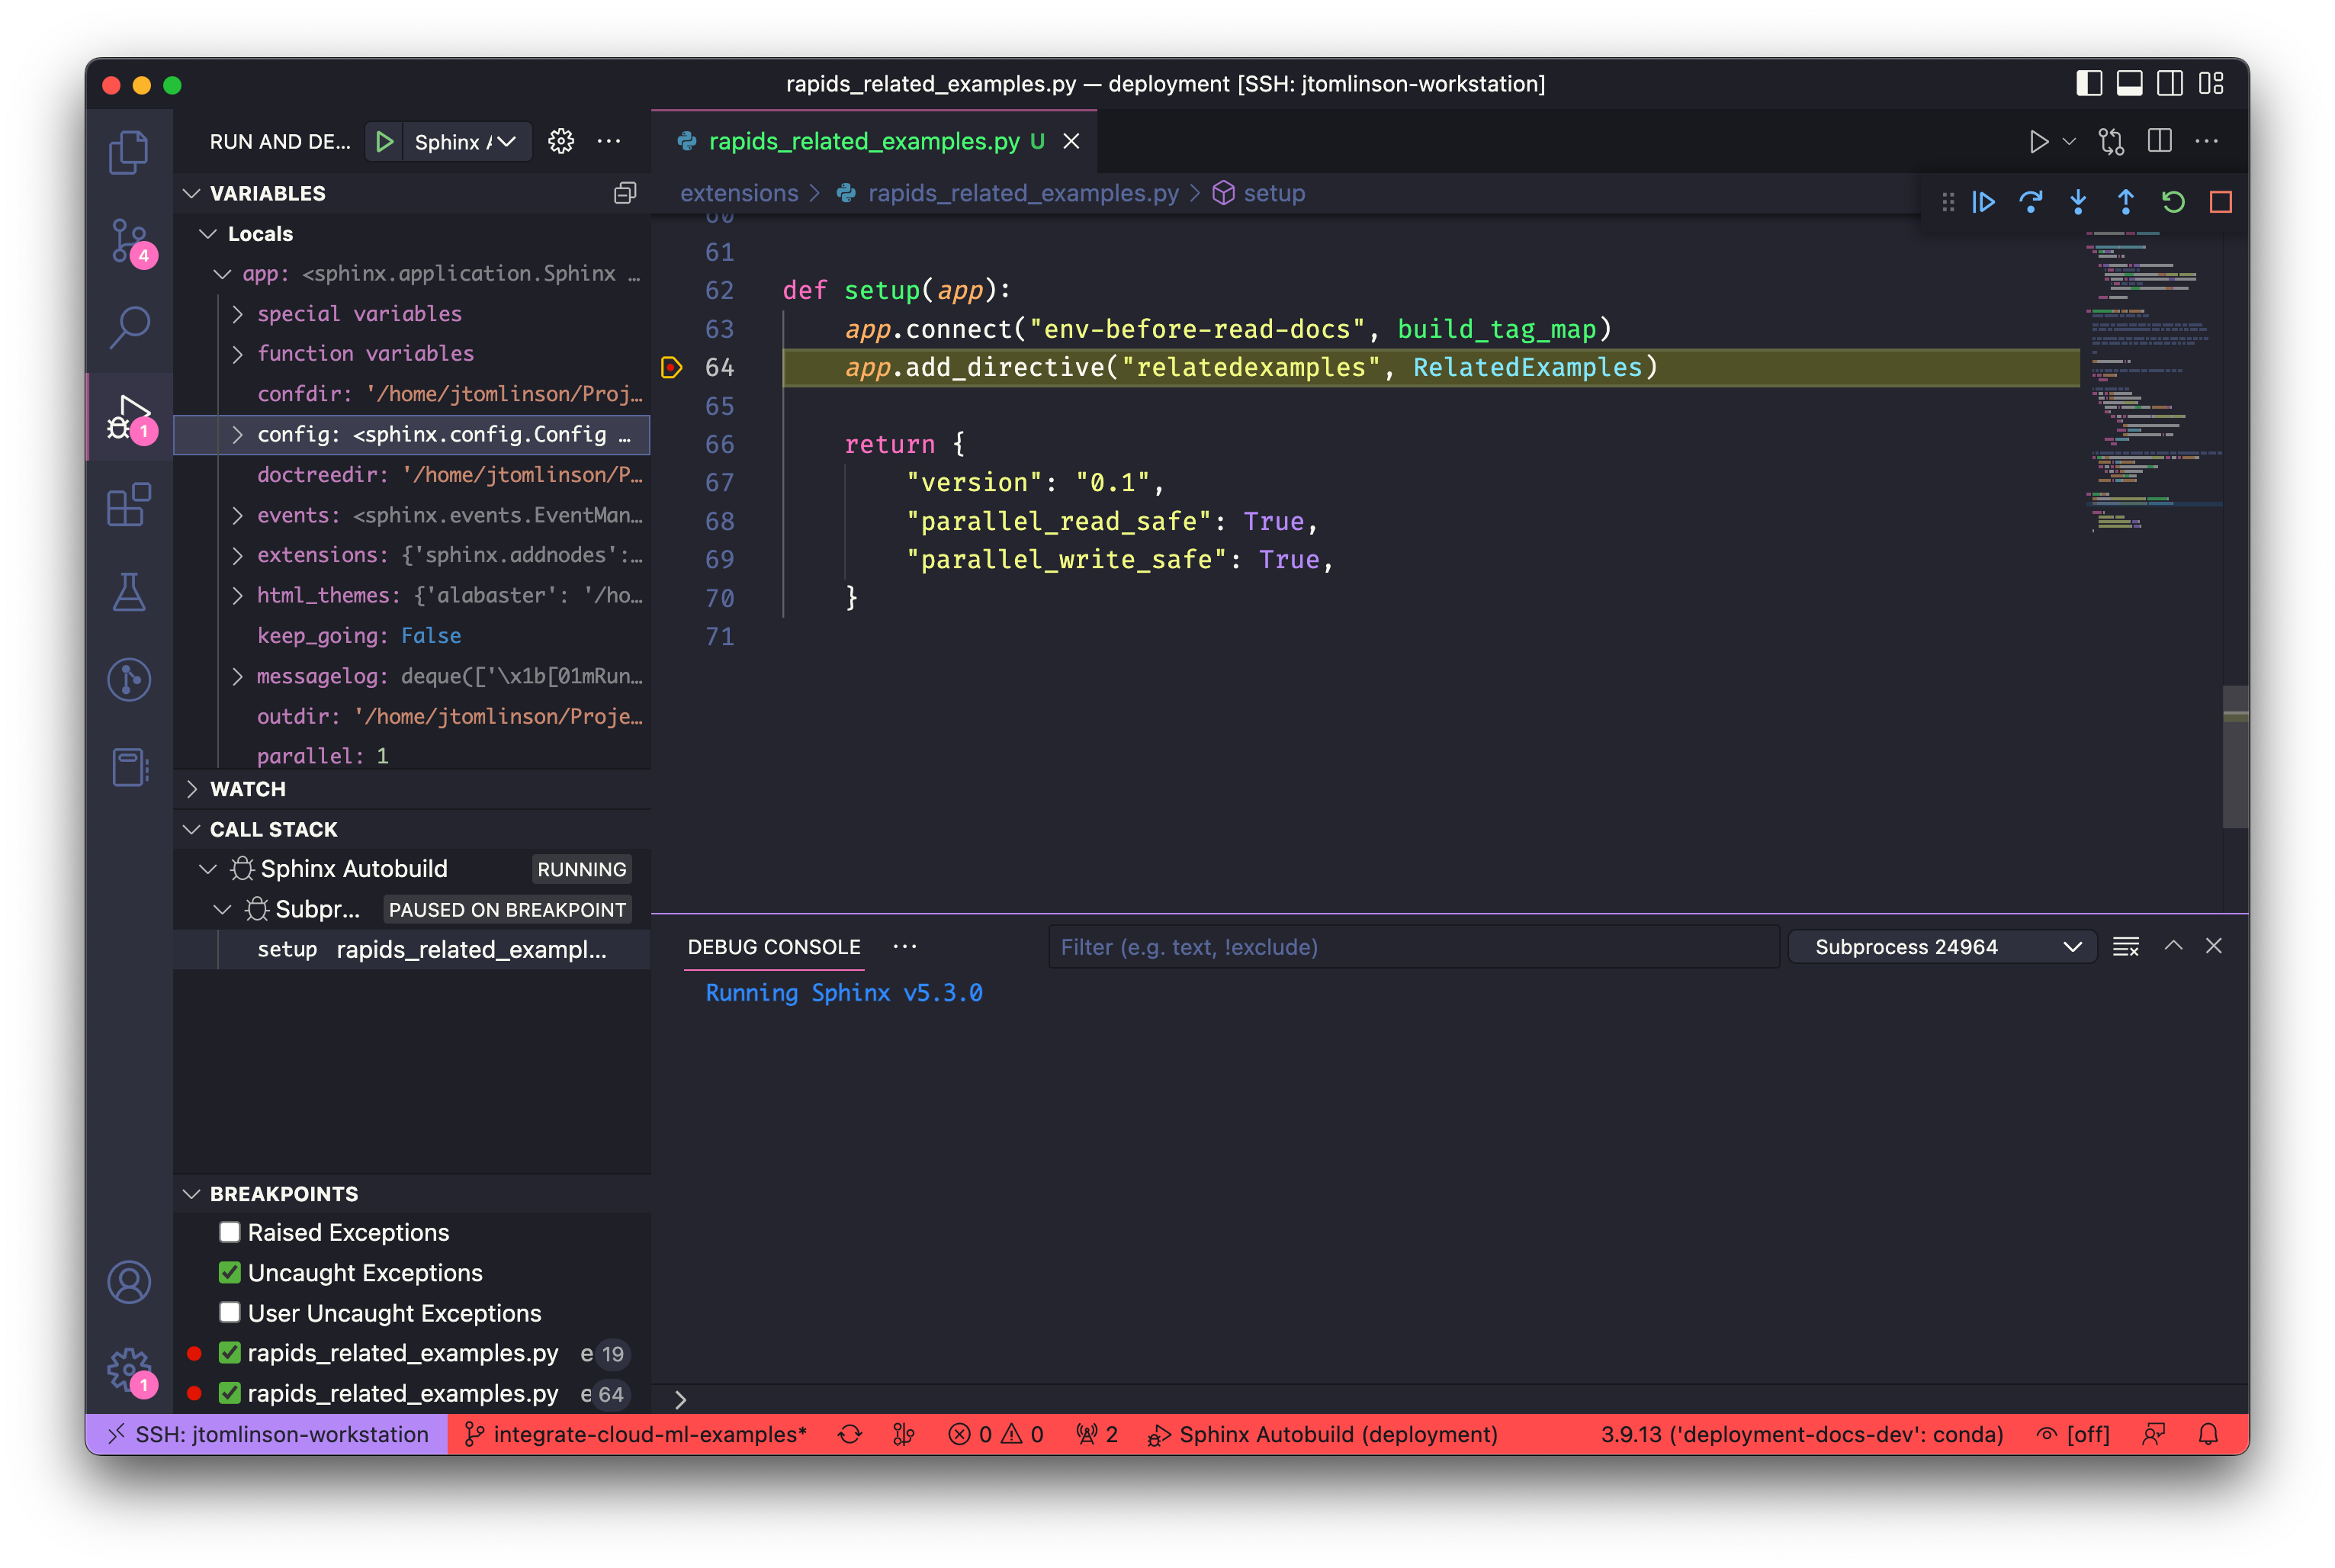 rapids_related_examples.py — deployment [SSH: jtomlinson-workstation]
RUN AND DE...
Sphinx A
VARIABLES
Locals
app: <sphinx.application.Sphinx …
special variables
function variables
confdir: '/home/jtomlinson/Proj…
config: <sphinx.config.Config …
doctreedir: '/home/jtomlinson/P…
events: <sphinx.events.EventMan…
extensions: {'sphinx.addnodes':…
html_themes: {'alabaster': '/ho…
keep_going: False
messagelog: deque(['\x1b[01mRun…
outdir: '/home/jtomlinson/Proje…
parallel: 1
WATCH
CALL STACK
Sphinx Autobuild RUNNING
Subpr... PAUSED ON BREAKPOINT
setup rapids_related_exampl...
BREAKPOINTS
Raised Exceptions
Uncaught Exceptions
User Uncaught Exceptions
rapids_related_examples.py e 19
rapids_related_examples.py e 64
4
1
1
rapids_related_examples.py U
extensions > rapids_related_examples.py > setup
60
61
62 def setup(app):
63 app.connect("env-before-read-docs", build_tag_map)
64 app.add_directive("relatedexamples", RelatedExamples)
65
66 return {
67 "version": "0.1",
68 "parallel_read_safe": True,
69 "parallel_write_safe": True,
70 }
71
DEBUG CONSOLE
Filter (e.g. text, !exclude)
Subprocess 24964
Running Sphinx v5.3.0
SSH: jtomlinson-workstation integrate-cloud-ml-examples* 0 0 2 Sphinx Autobuild (deployment) 3.9.13 ('deployment-docs-dev': conda) [off]